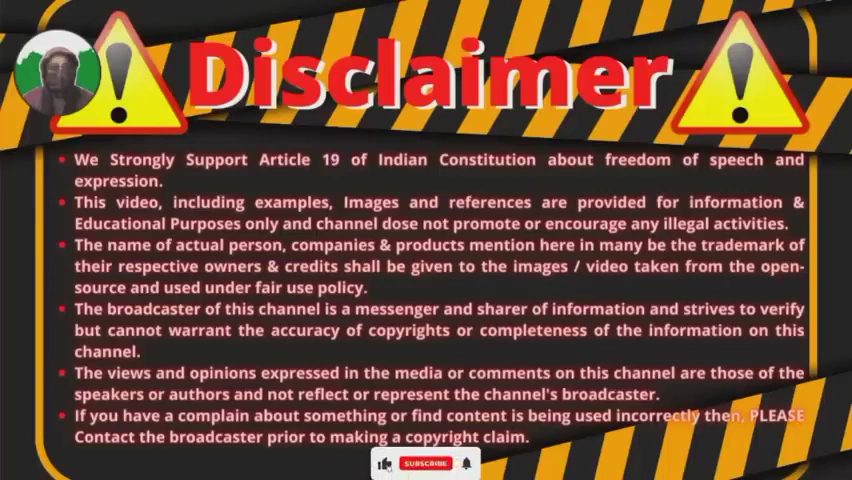 Disclaimer
• We Strongly Support Article 19 of Indian Constitution about freedom of speech and
expression.
• This video, including examples, Images and references are provided for information &
Educational Purposes only and channel dose not promote or encourage any illegal activities.
• The name of actual person, companies & products mention here in many be the trademark of
their respective owners & credits shall be given to the images / video taken from the open-
source and used under fair use policy.
• The broadcaster of this channel is a messenger and sharer of information and strives to verify
but cannot warrant the accuracy of copyrights or completeness of the information on this
channel.
• The views and opinions expressed in the media or comments on this channel are those of the
speakers or authors and not reflect or represent the channel's broadcaster.
• If you have a complain about something or find content is being used incorrectly then, PLEASE
Contact the broadcaster prior to making a copyright claim.
SUBSCRIBE